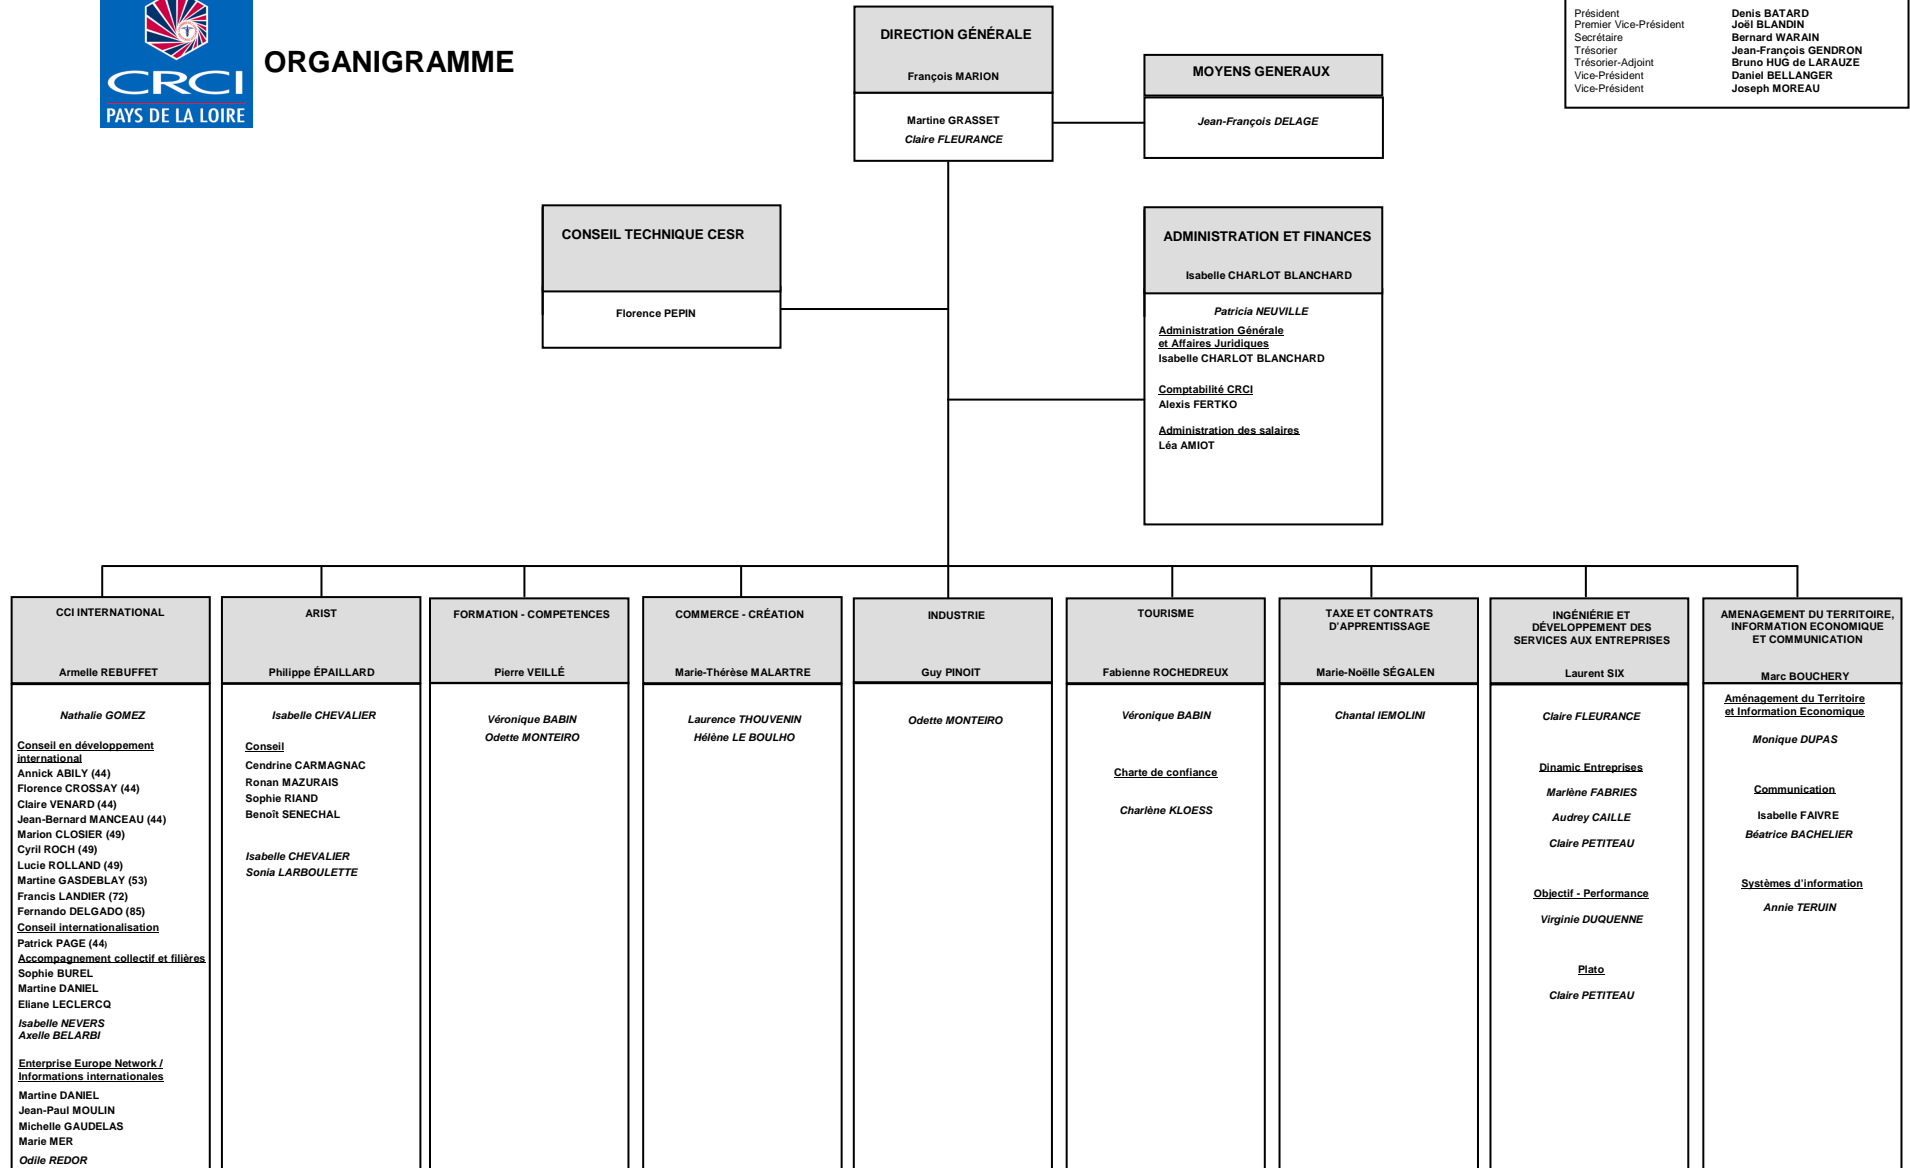 CRCI
PAYS DE LA LOIRE
ORGANIGRAMME
DIRECTION GÉNÉRALE
François MARION
Martine GRASSET
Claire FLEURANCE
MOYENS GENERAUX
Jean-François DELAGE
Président Denis BATARD
Premier Vice-Président Joël BLANDIN
Secrétaire Bernard WARAIN
Trésorier Jean-François GENDRON
Trésorier-Adjoint Bruno HUG de LARAUZE
Vice-Président Daniel BELLANGER
Vice-Président Joseph MOREAU
CONSEIL TECHNIQUE CESR
Florence PEPIN
ADMINISTRATION ET FINANCES
Isabelle CHARLOT BLANCHARD
Patricia NEUVILLE
Administration Générale
et Affaires Juridiques
Isabelle CHARLOT BLANCHARD
Comptabilité CRCI
Alexis FERTKO
Administration des salaires
Léa AMIOT
CCI INTERNATIONAL
Armelle REBUFFET
Nathalie GOMEZ
Conseil en développement
international
Annick ABILY (44)
Florence CROSSAY (44)
Claire VENARD (44)
Jean-Bernard MANCEAU (44)
Marion CLOSIER (49)
Cyril ROCH (49)
Lucie ROLLAND (49)
Martine GASDEBLAY (53)
Francis LANDIER (72)
Fernando DELGADO (85)
Conseil internationalisation
Patrick PAGE (44)
Accompagnement collectif et filières
Sophie BUREL
Martine DANIEL
Eliane LECLERCQ
Isabelle NEVERS
Axelle BELARBI
Enterprise Europe Network /
Informations internationales
Martine DANIEL
Jean-Paul MOULIN
Michelle GAUDELAS
Marie MER
Odile REDOR
ARIST
Philippe ÉPAILLARD
Isabelle CHEVALIER
Conseil
Cendrine CARMAGNAC
Ronan MAZURAIS
Sophie RIAND
Benoît SENECHAL
Isabelle CHEVALIER
Sonia LARBOULETTE
FORMATION - COMPETENCES
Pierre VEILLÉ
Véronique BABIN
Odette MONTEIRO
COMMERCE - CRÉATION
Marie-Thérèse MALARTRE
Laurence THOUVENIN
Hélène LE BOULHO
INDUSTRIE
Guy PINOIT
Odette MONTEIRO
TOURISME
Fabienne ROCHEDREUX
Véronique BABIN
Charte de confiance
Charlène KLOESS
TAXE ET CONTRATS
D'APPRENTISSAGE
Marie-Noëlle SÉGALEN
Chantal IEMOLINI
INGÉNIÉRIE ET
DÉVELOPPEMENT DES
SERVICES AUX ENTREPRISES
Laurent SIX
Claire FLEURANCE
Dinamic Entreprises
Marlène FABRIES
Audrey CAILLE
Claire PETITEAU
Objectif - Performance
Virginie DUQUENNE
Plato
Claire PETITEAU
AMENAGEMENT DU TERRITOIRE,
INFORMATION ECONOMIQUE
ET COMMUNICATION
Marc BOUCHERY
Aménagement du Territoire
et Information Economique
Monique DUPAS
Communication
Isabelle FAIVRE
Béatrice BACHELIER
Systèmes d'information
Annie TERUIN